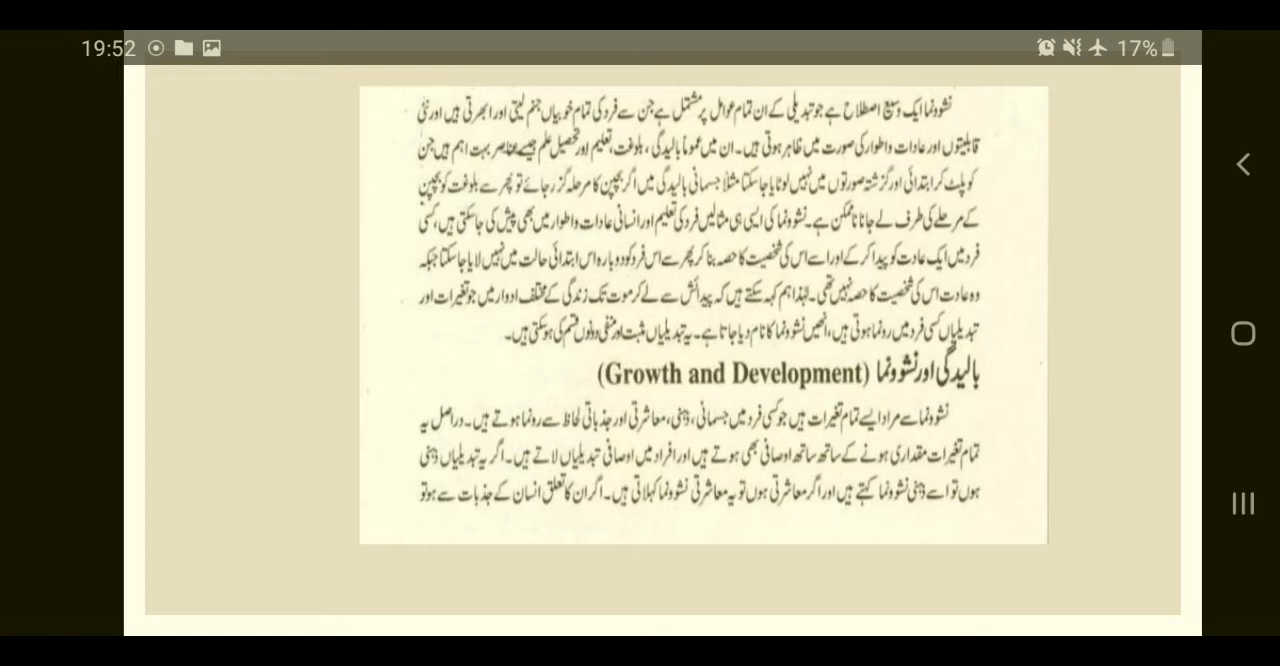 19:52
17%
نشوونما ایک وسیع اصطلاح ہے جو تبدیلی کے ان تمام عوامل پر مشتمل ہے جن سے فرد کی تمام خوبیاں جنم لیتی اور ابھرتی ہیں اور نئی
قابلیتوں اور عادات واطوار کی صورت میں ظاہر ہوتی ہیں۔ ان میں عموماً بالیدگی، بلوغت، تعلیم اور تحصیل علم جیسے عناصر بہت اہم ہیں جن
کو پلٹ کر ابتدائی اور گزشتہ صورتوں میں نہیں لوٹایا جا سکتا مثلاً جسمانی بالیدگی میں اگر بچپن کا مرحلہ گزر جائے تو پھر سے بلوغت کو بچپن
کے مرحلے کی طرف لے جانا ناممکن ہے۔ نشوونما کی ایسی ہی مثالیں فرد کی تعلیم اور انسانی عادات واطوار میں بھی پیش کی جا سکتی ہیں، کسی
فرد میں ایک عادت کو پیدا کر کے اور اسے اس کی شخصیت کا حصہ بنا کر پھر سے اس فرد کو دوبارہ اس ابتدائی حالت میں نہیں لایا جا سکتا جبکہ
وہ عادت اس کی شخصیت کا حصہ نہیں تھی۔ لہٰذا ہم کہہ سکتے ہیں کہ پیدائش سے لے کر موت تک زندگی کے مختلف ادوار میں جو تغیرات اور
تبدیلیاں کسی فرد میں رونما ہوتی ہیں، انھیں نشوونما کا نام دیا جاتا ہے۔ یہ تبدیلیاں مثبت اور منفی دونوں قسم کی ہو سکتی ہیں۔
بالیدگی اور نشوونما (Growth and Development)
نشوونما سے مراد ایسے تمام تغیرات ہیں جو کسی فرد میں جسمانی، ذہنی، معاشرتی اور جذباتی لحاظ سے رونما ہوتے ہیں۔ دراصل یہ
تمام تغیرات مقداری ہونے کے ساتھ ساتھ اوصافی بھی ہوتے ہیں اور افراد میں اوصافی تبدیلیاں لاتے ہیں۔ اگر یہ تبدیلیاں ذہنی
ہوں تو اسے ذہنی نشوونما کہتے ہیں اور اگر معاشرتی ہوں تو یہ معاشرتی نشوونما کہلاتی ہیں۔ اگر ان کا تعلق انسان کے جذبات سے ہو تو